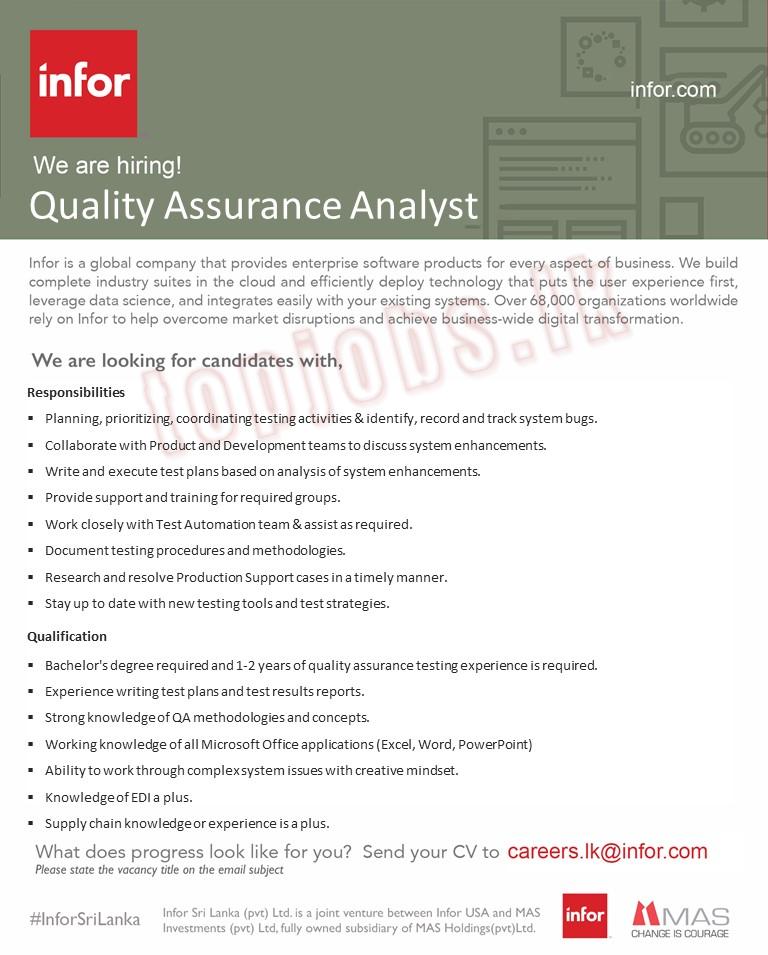 infor
infor.com
We are hiring!
Quality Assurance Analyst
Infor is a global company that provides enterprise software products for every aspect of business. We build
complete industry suites in the cloud and efficiently deploy technology that puts the user experience first,
leverage data science, and integrates easily with your existing systems. Over 68,000 organizations worldwide
rely on Infor to help overcome market disruptions and achieve business-wide digital transformation.
topjobs.lk
We are looking for candidates with,
Responsibilities
▪ Planning, prioritizing, coordinating testing activities & identify, record and track system bugs.
▪ Collaborate with Product and Development teams to discuss system enhancements.
▪ Write and execute test plans based on analysis of system enhancements.
▪ Provide support and training for required groups.
▪ Work closely with Test Automation team & assist as required.
▪ Document testing procedures and methodologies.
▪ Research and resolve Production Support cases in a timely manner.
▪ Stay up to date with new testing tools and test strategies.
Qualification
▪ Bachelor's degree required and 1-2 years of quality assurance testing experience is required.
▪ Experience writing test plans and test results reports.
▪ Strong knowledge of QA methodologies and concepts.
▪ Working knowledge of all Microsoft Office applications (Excel, Word, PowerPoint)
▪ Ability to work through complex system issues with creative mindset.
▪ Knowledge of EDI a plus.
▪ Supply chain knowledge or experience is a plus.
What does progress look like for you? Send your CV to careers.lk@infor.com
Please state the vacancy title on the email subject
#InforSriLanka
Infor Sri Lanka (pvt) Ltd. is a joint venture between Infor USA and MAS
Investments (pvt) Ltd, fully owned subsidiary of MAS Holdings(pvt)Ltd.
infor
MAS
CHANGE IS COURAGE